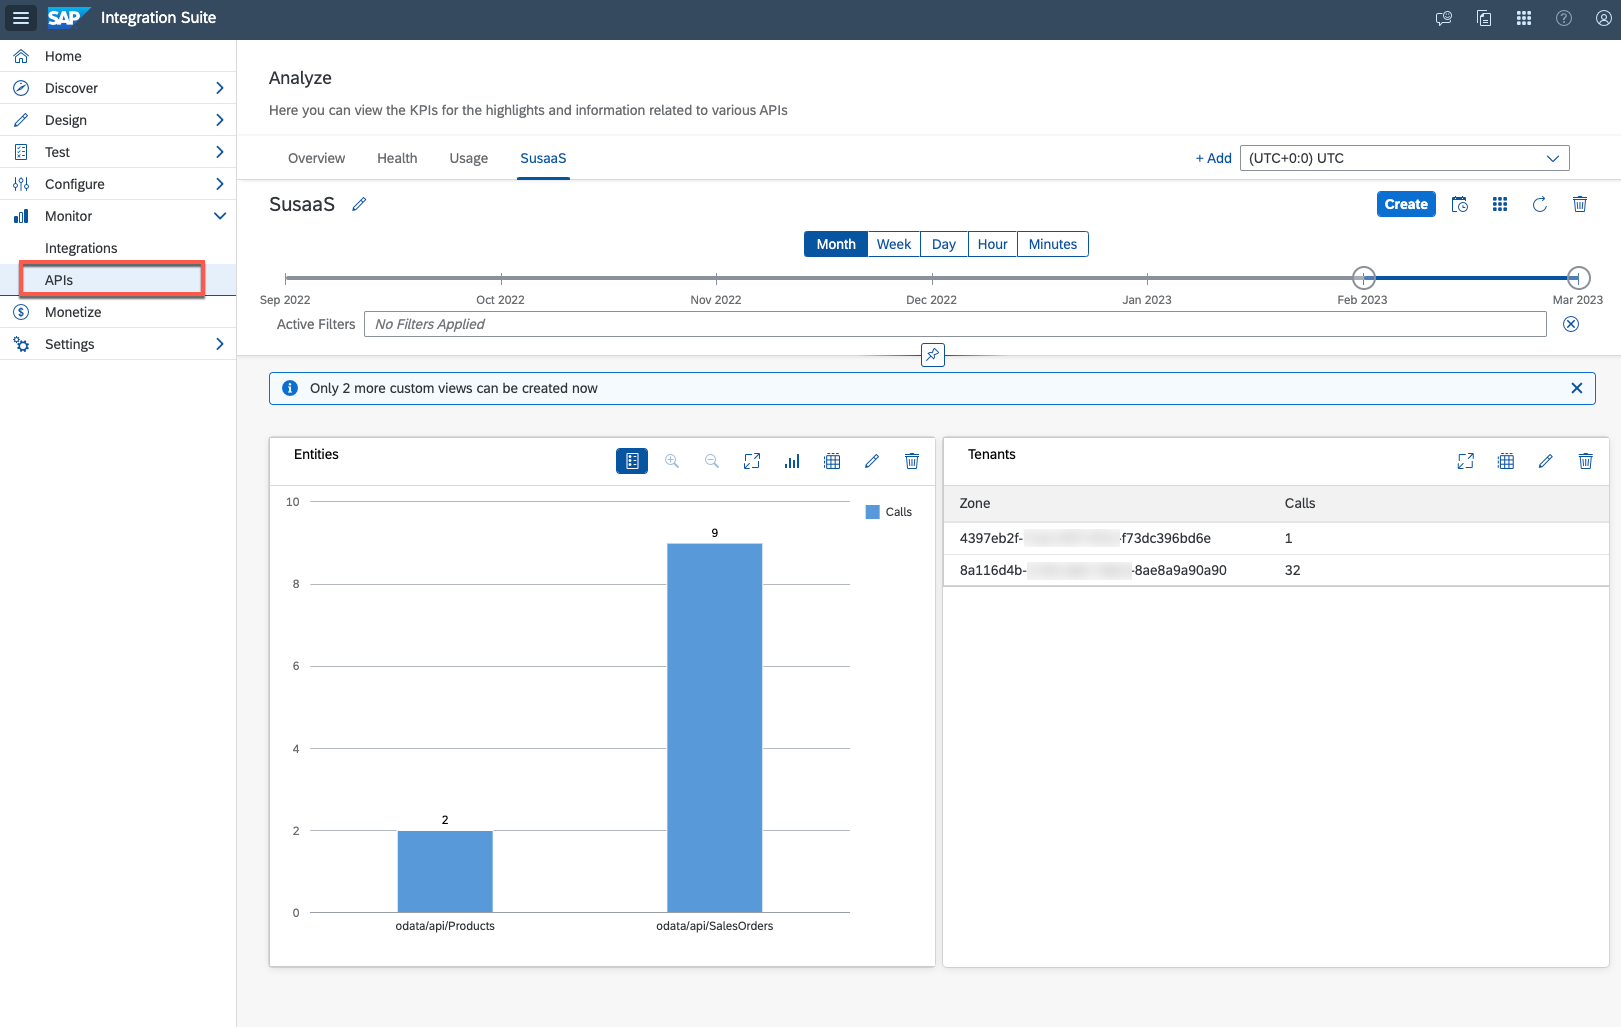 SAP Integration Suite
Home
Discover
Design
Test
Configure
Monitor
Integrations
APIs
Monetize
Settings
Analyze
Here you can view the KPIs for the highlights and information related to various APIs
Overview Health Usage SusaaS + Add (UTC+0:0) UTC
SusaaS Create
Month Week Day Hour Minutes
Sep 2022 Oct 2022 Nov 2022 Dec 2022 Jan 2023 Feb 2023 Mar 2023
Active Filters No Filters Applied
Only 2 more custom views can be created now
Entities
10
8
6
4
2
0
Calls
9
2
odata/api/Products odata/api/SalesOrders
Tenants
Zone Calls
4397eb2f- -f73dc396bd6e 1
8a116d4b- -8ae8a9a90a90 32